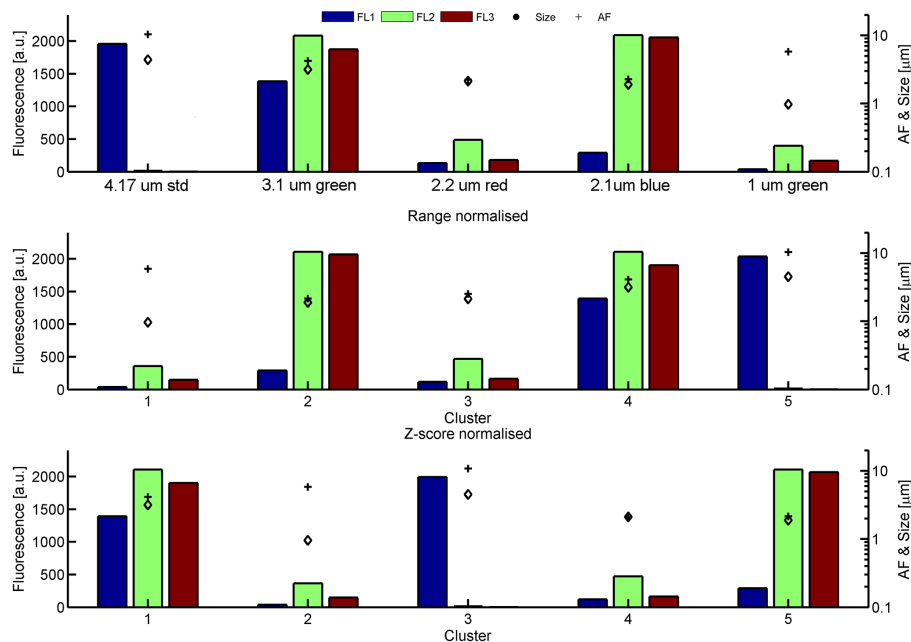 FL1 FL2 FL3 Size AF
Fluorescence [a.u.]
2000
1500
1000
500
0
10
1
0.1
AF & Size [µm]
4.17 um std 3.1 um green 2.2 um red 2.1um blue 1 um green
Range normalised
Fluorescence [a.u.]
2000
1500
1000
500
0
10
1
0.1
AF & Size [µm]
1 2 3 4 5
Cluster
Z-score normalised
Fluorescence [a.u.]
2000
1500
1000
500
0
10
1
0.1
AF & Size [µm]
1 2 3 4 5
Cluster